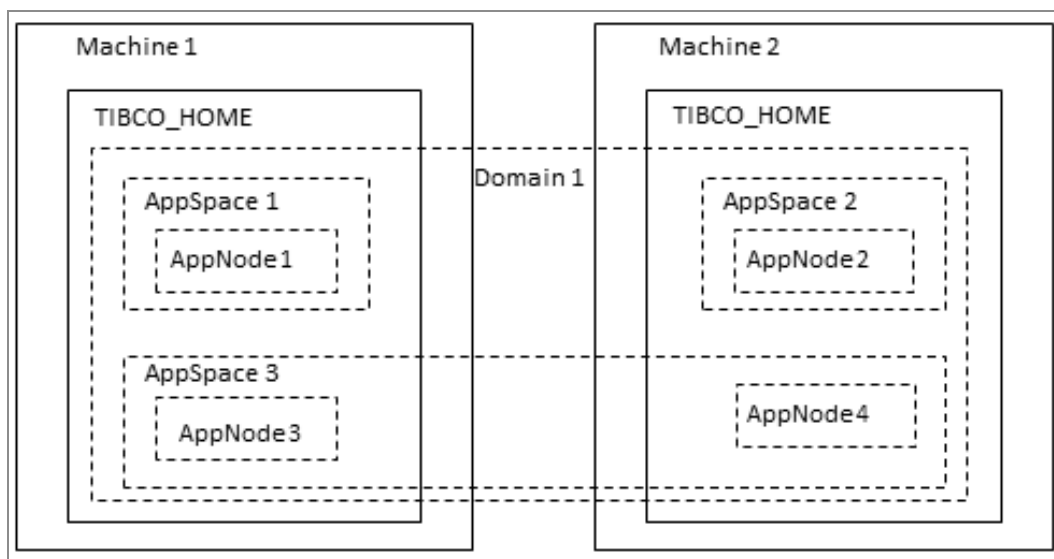 Machine 1
Machine 2
TIBCO_HOME
TIBCO_HOME
Domain 1
AppSpace 1
AppSpace 2
AppNode1
AppNode2
AppSpace 3
AppNode3
AppNode4